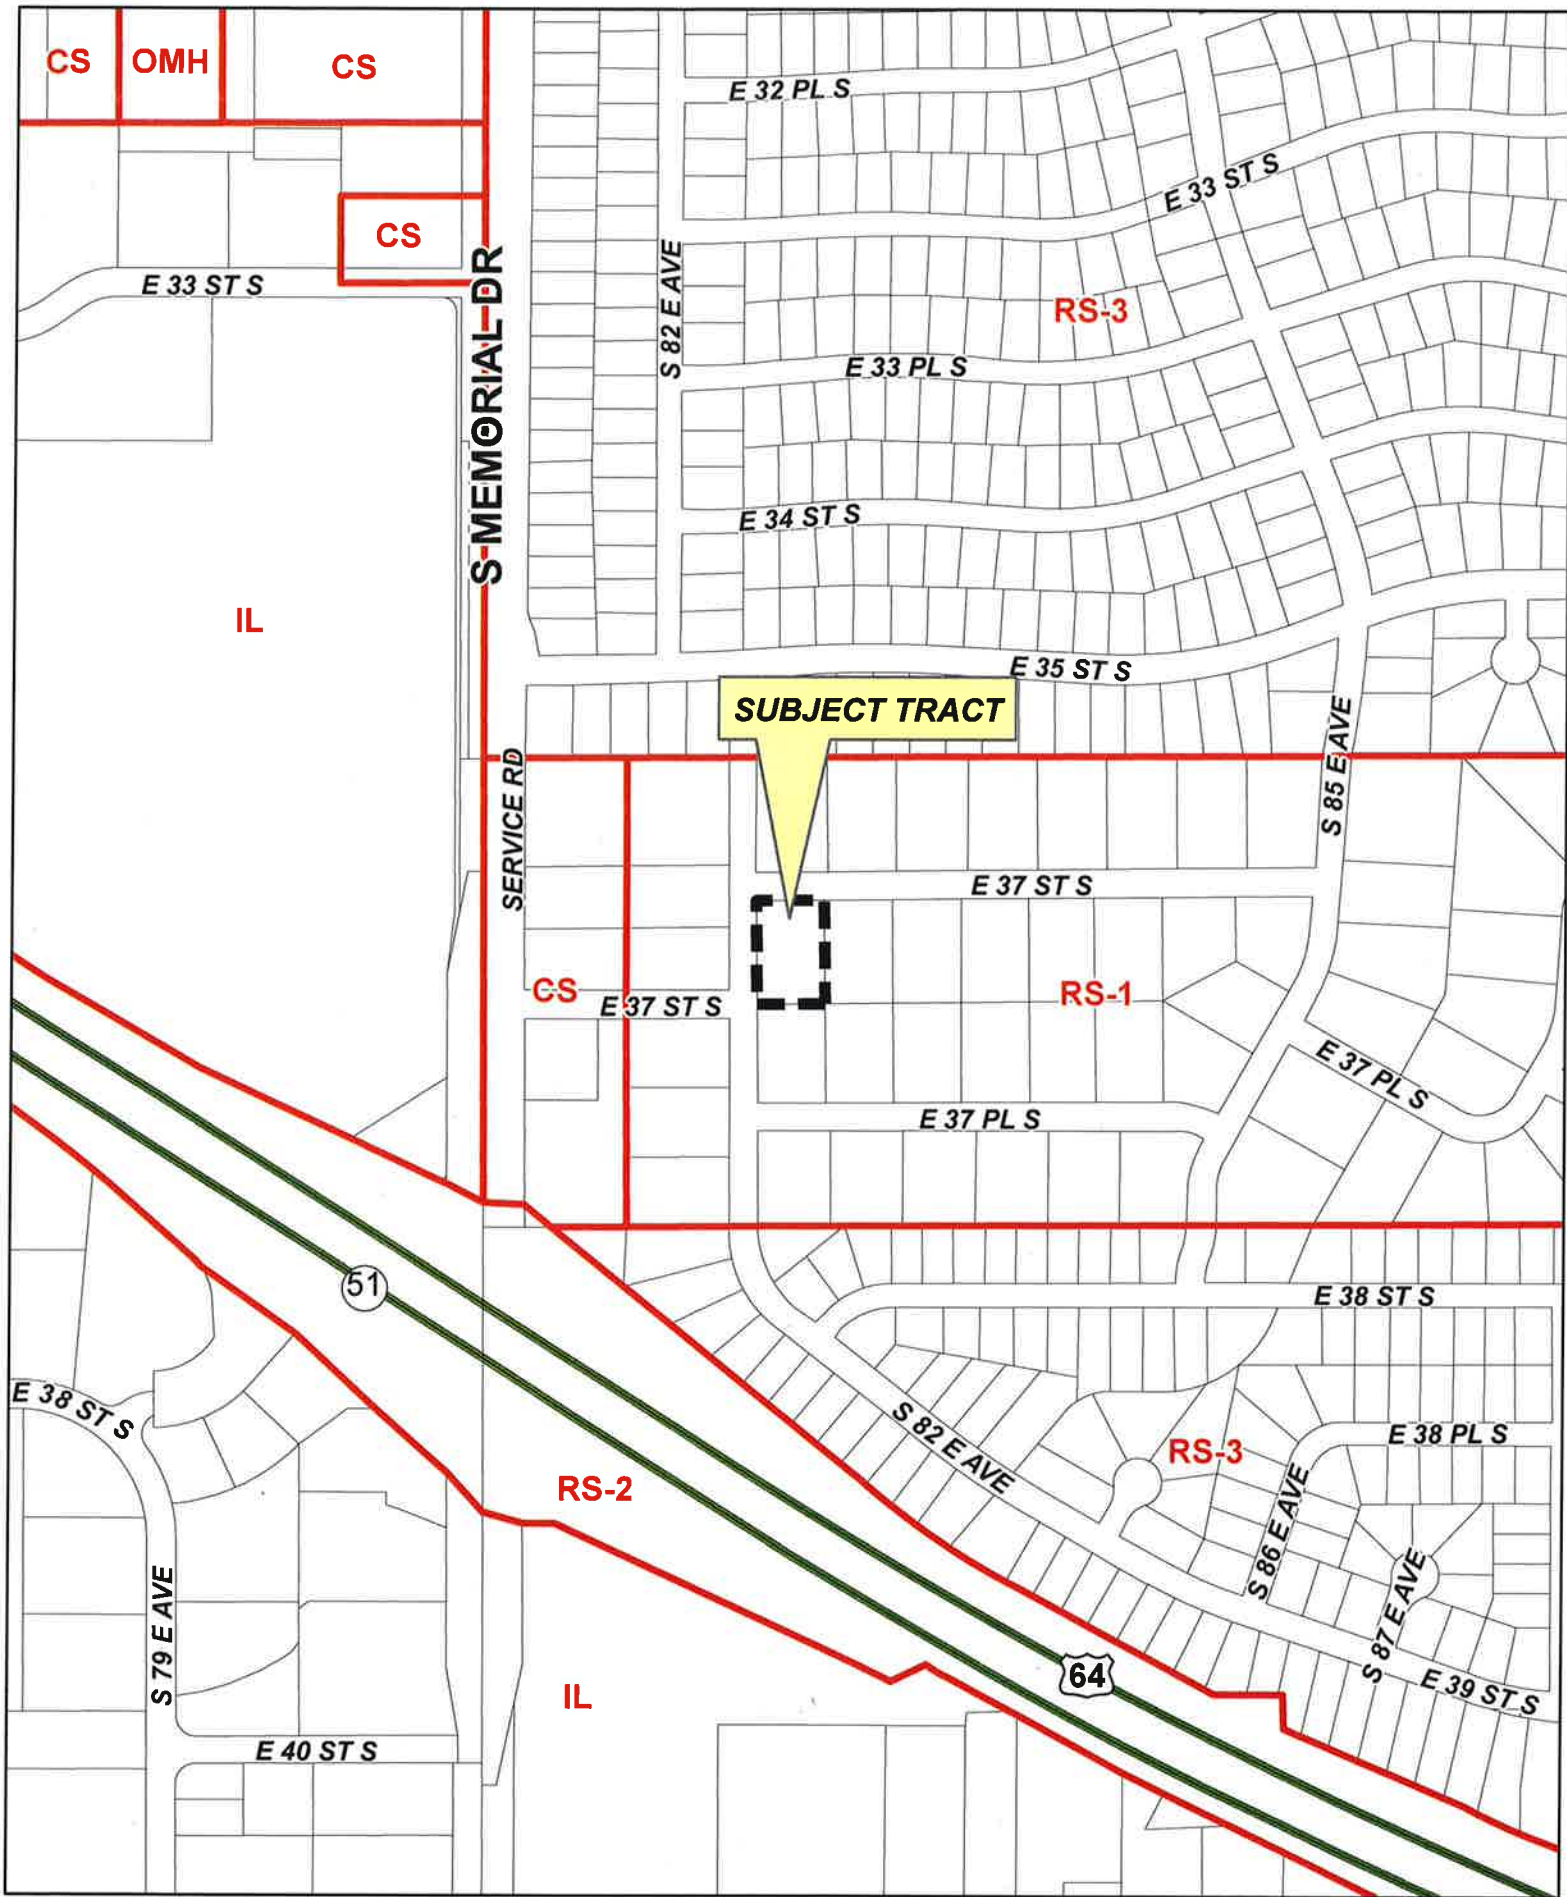 CS
OMH
CS
E 32 PL S
E 33 ST S
CS
E 33 ST S
S MEMORIAL DR
S 82 E AVE
RS-3
E 33 PL S
E 34 ST S
IL
E 35 ST S
SUBJECT TRACT
SERVICE RD
S 85 E AVE
E 37 ST S
CS
E 37 ST S
RS-1
E 37 PL S
E 37 PL S
51
E 38 ST S
E 38 ST S
S 82 E AVE
RS-3
E 38 PL S
RS-2
S 86 E AVE
S 79 E AVE
S 87 E AVE
64
E 39 ST S
IL
E 40 ST S